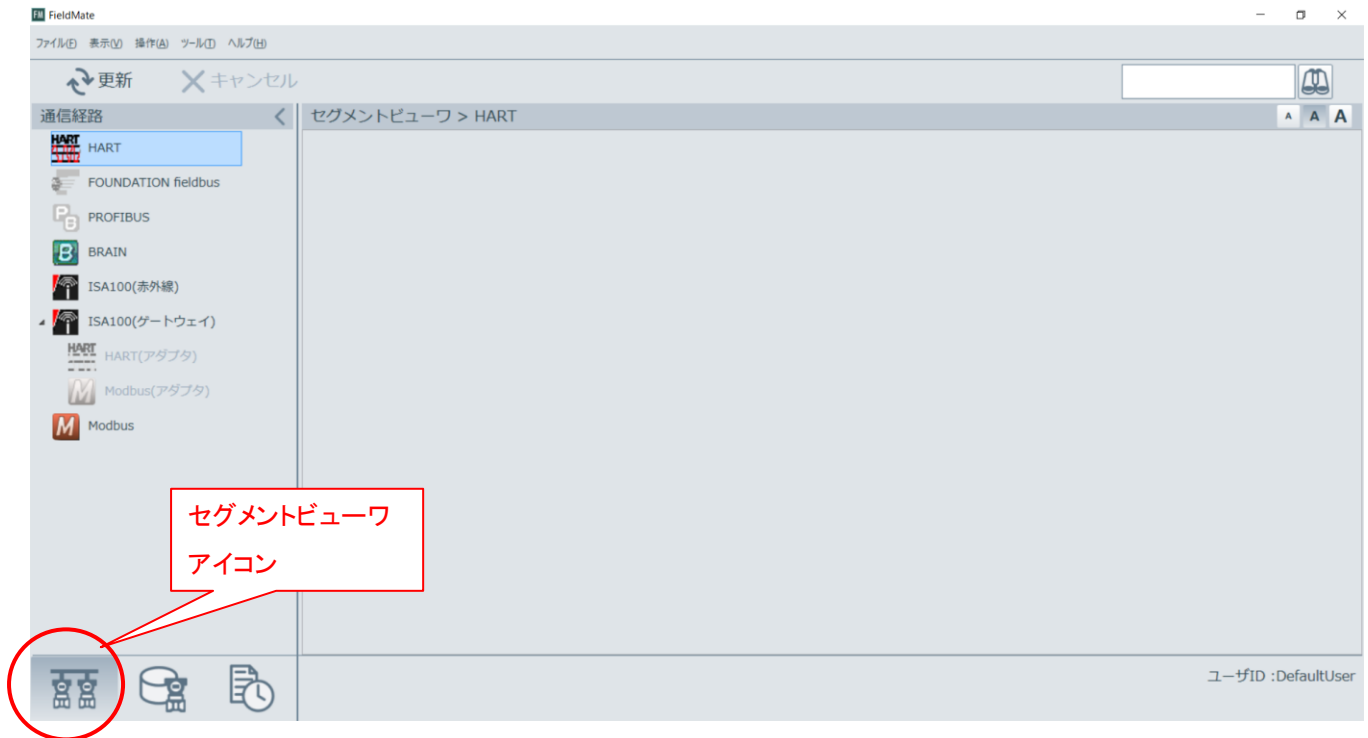 FM FieldMate
ファイル(F) 表示(V) 操作(A) ツール(T) ヘルプ(H)
更新 キャンセル
通信経路
セグメントビューワ > HART
A A A
HART
HART
FOUNDATION fieldbus
PROFIBUS
B BRAIN
ISA100(赤外線)
ISA100(ゲートウェイ)
HART
HART(アダプタ)
M Modbus(アダプタ)
M Modbus
セグメントビューワ
アイコン
ユーザID :DefaultUser